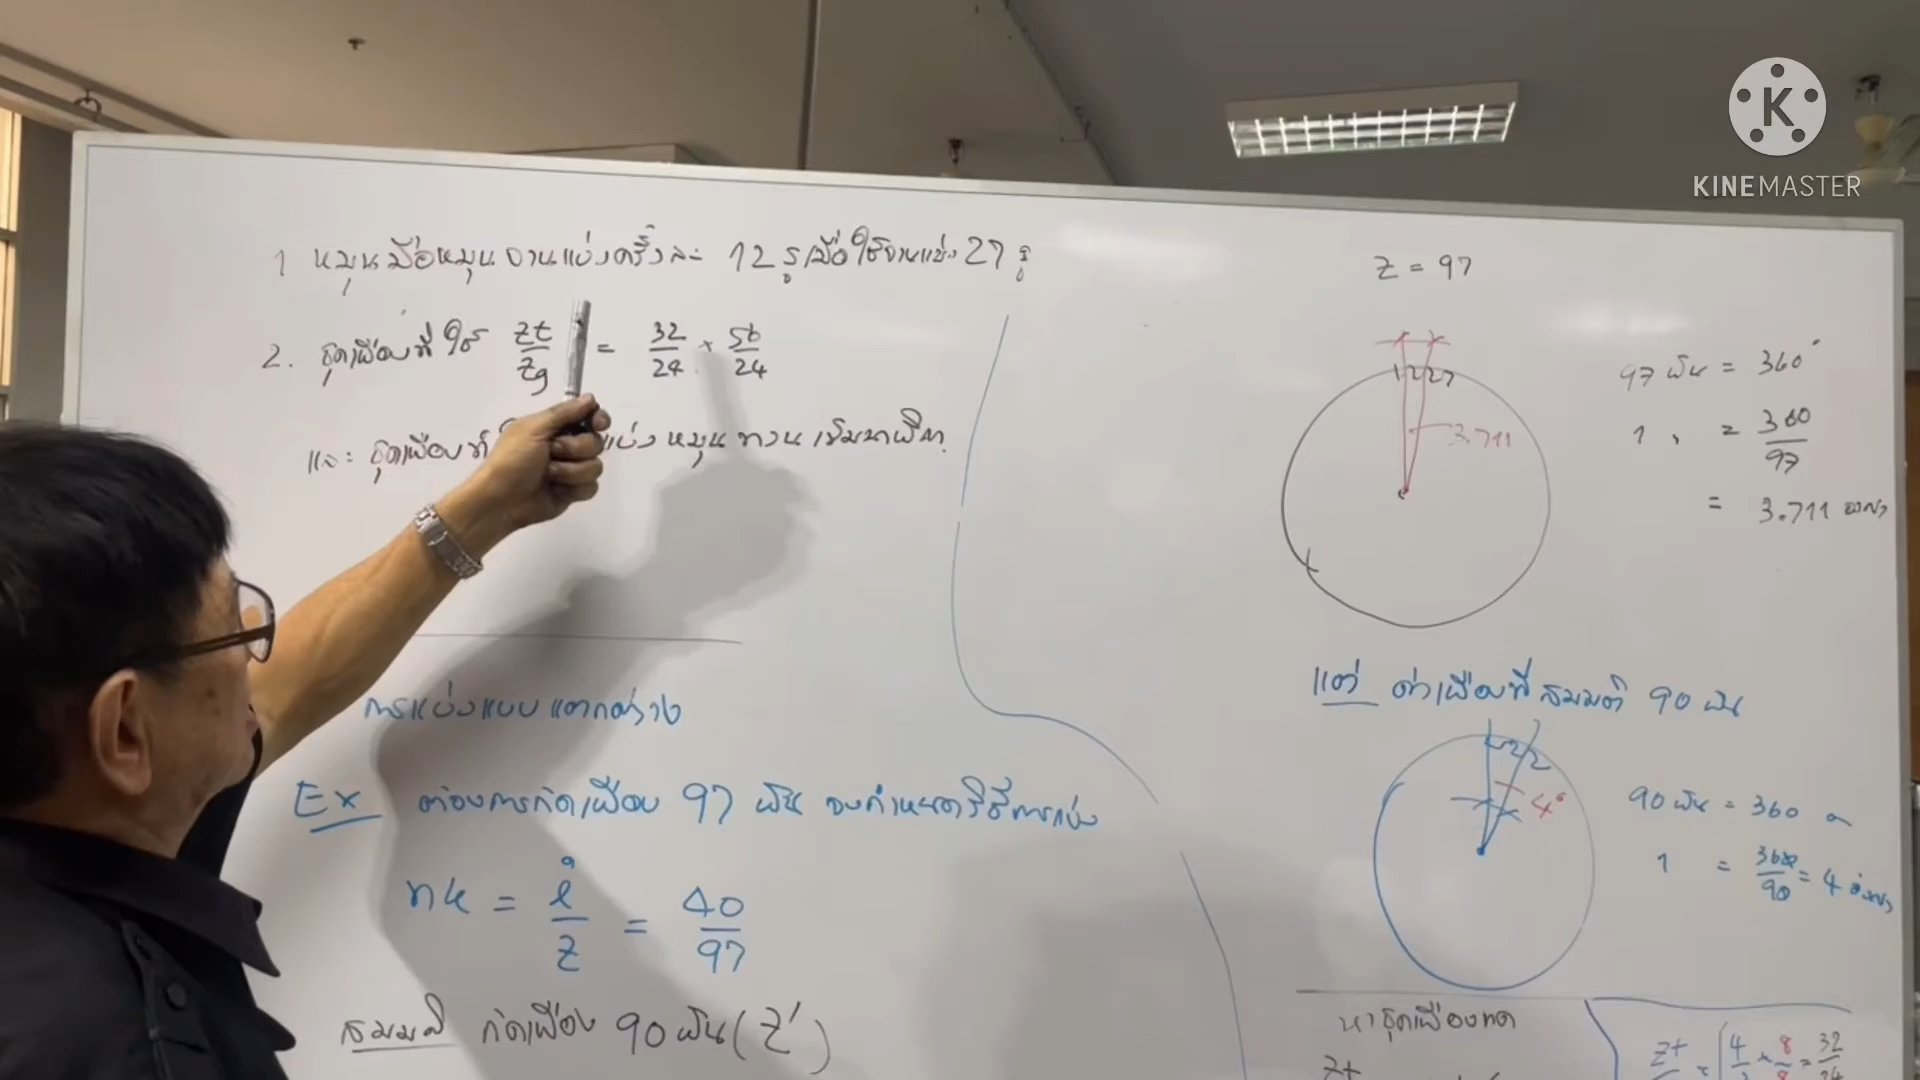 1 หมุนมือหมุนจานแบ่งครั้งละ 12 รู เมื่อใช้จานแบ่ง 27 รู
2. ชุดเฟืองที่ใช้ zt/zg = 32/24 × 56/24
และ ชุดเฟืองทำ แบ่ง หมุน ทวน เข็มนาฬิกา
การแบ่งแบบ แตกต่าง
Ex ต้องการกัดเฟือง 97 ฟัน จงกำหนดวิธีการแบ่ง
nk = i/z = 40/97
สมมติ กัดเฟือง 90 ฟัน (Z')
Z = 97
3.711
97 ฟัน = 360°
1 , = 360/97
= 3.711 องศา
แต่ ถ้าเฟืองที่ สมมติ 90 ฟัน
4°
90 ฟัน = 360
1 = 360/90 = 4 องศา
หาชุดเฟืองทด
zt
zt = 4/3 × 8/8 = 32/24
K
KINEMASTER